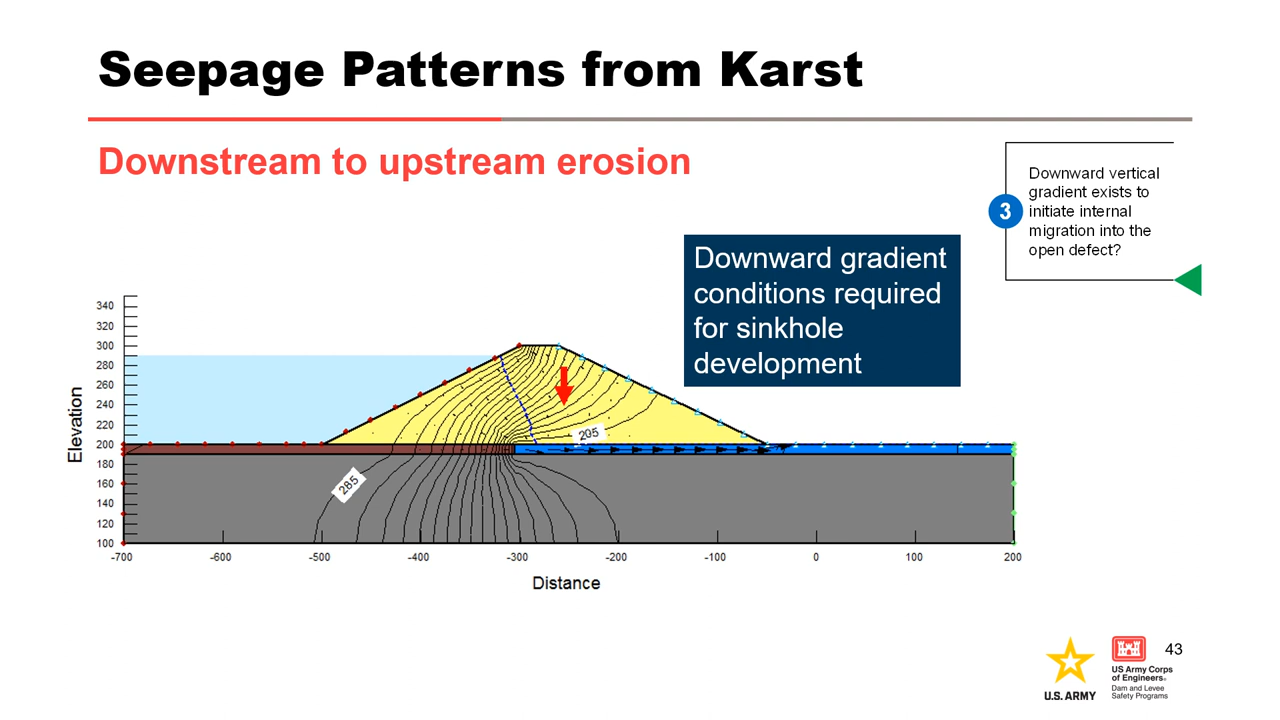 Seepage Patterns from Karst
Downstream to upstream erosion
Downward vertical
gradient exists to
initiate internal
migration into the
open defect?
3
Downward gradient
conditions required
for sinkhole
development
Elevation
340
320
300
280
260
240
220
200
180
160
140
120
100
205
285
-700 -600 -500 -400 -300 -200 -100 0 100 200
Distance
U.S. ARMY
US Army Corps
of Engineers®
Dam and Levee
Safety Programs
43